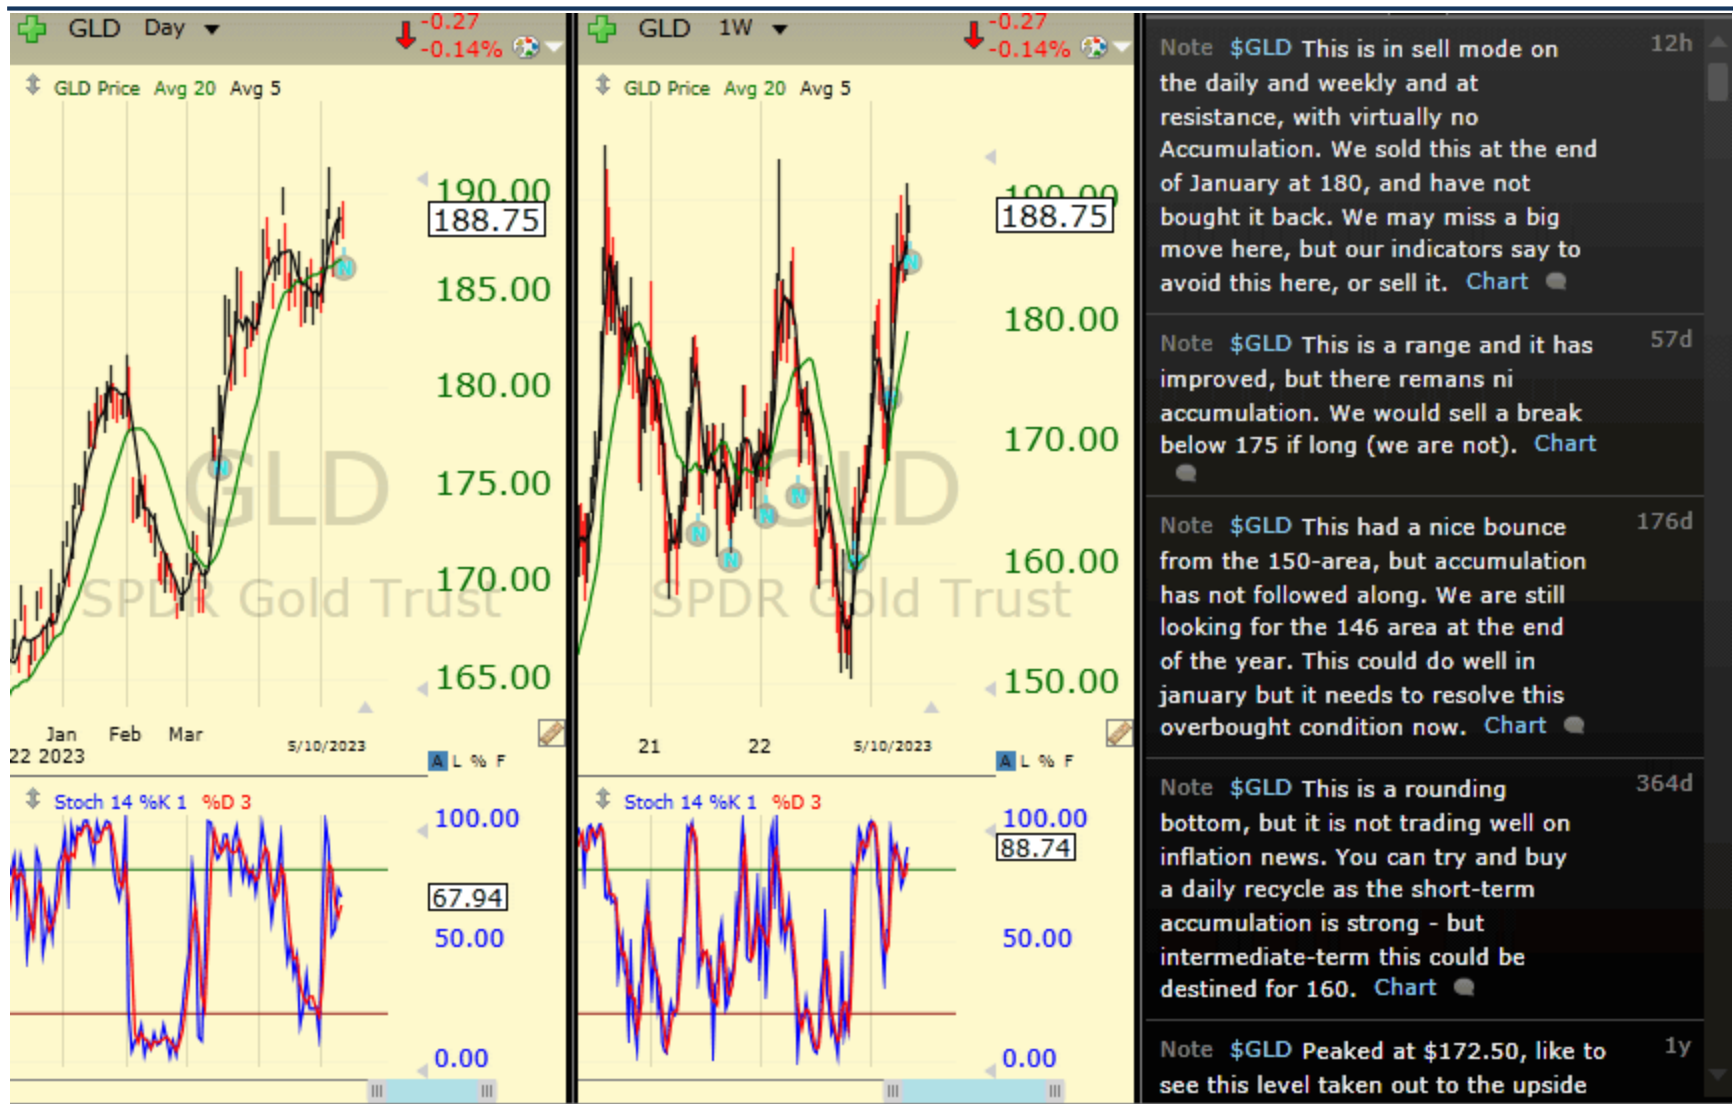 GLD Day
-0.27
-0.14%
GLD Price Avg 20 Avg 5
190.00
188.75
185.00
180.00
175.00
170.00
165.00
GLD
SPDR Gold Trust
Jan Feb Mar
22 2023
5/10/2023
A L % F
Stoch 14 %K 1 %D 3
100.00
67.94
50.00
0.00
GLD 1W
-0.27
-0.14%
GLD Price Avg 20 Avg 5
190.00
188.75
180.00
170.00
160.00
150.00
GLD
SPDR Gold Trust
21 22 5/10/2023
A L % F
Stoch 14 %K 1 %D 3
100.00
88.74
50.00
0.00
N
N
N
N
N
N
N
N
N
Note $GLD This is in sell mode on 12h
the daily and weekly and at
resistance, with virtually no
Accumulation. We sold this at the end
of January at 180, and have not
bought it back. We may miss a big
move here, but our indicators say to
avoid this here, or sell it. Chart
Note $GLD This is a range and it has 57d
improved, but there remans ni
accumulation. We would sell a break
below 175 if long (we are not). Chart
Note $GLD This had a nice bounce 176d
from the 150-area, but accumulation
has not followed along. We are still
looking for the 146 area at the end
of the year. This could do well in
january but it needs to resolve this
overbought condition now. Chart
Note $GLD This is a rounding 364d
bottom, but it is not trading well on
inflation news. You can try and buy
a daily recycle as the short-term
accumulation is strong - but
intermediate-term this could be
destined for 160. Chart
Note $GLD Peaked at $172.50, like to 1y
see this level taken out to the upside